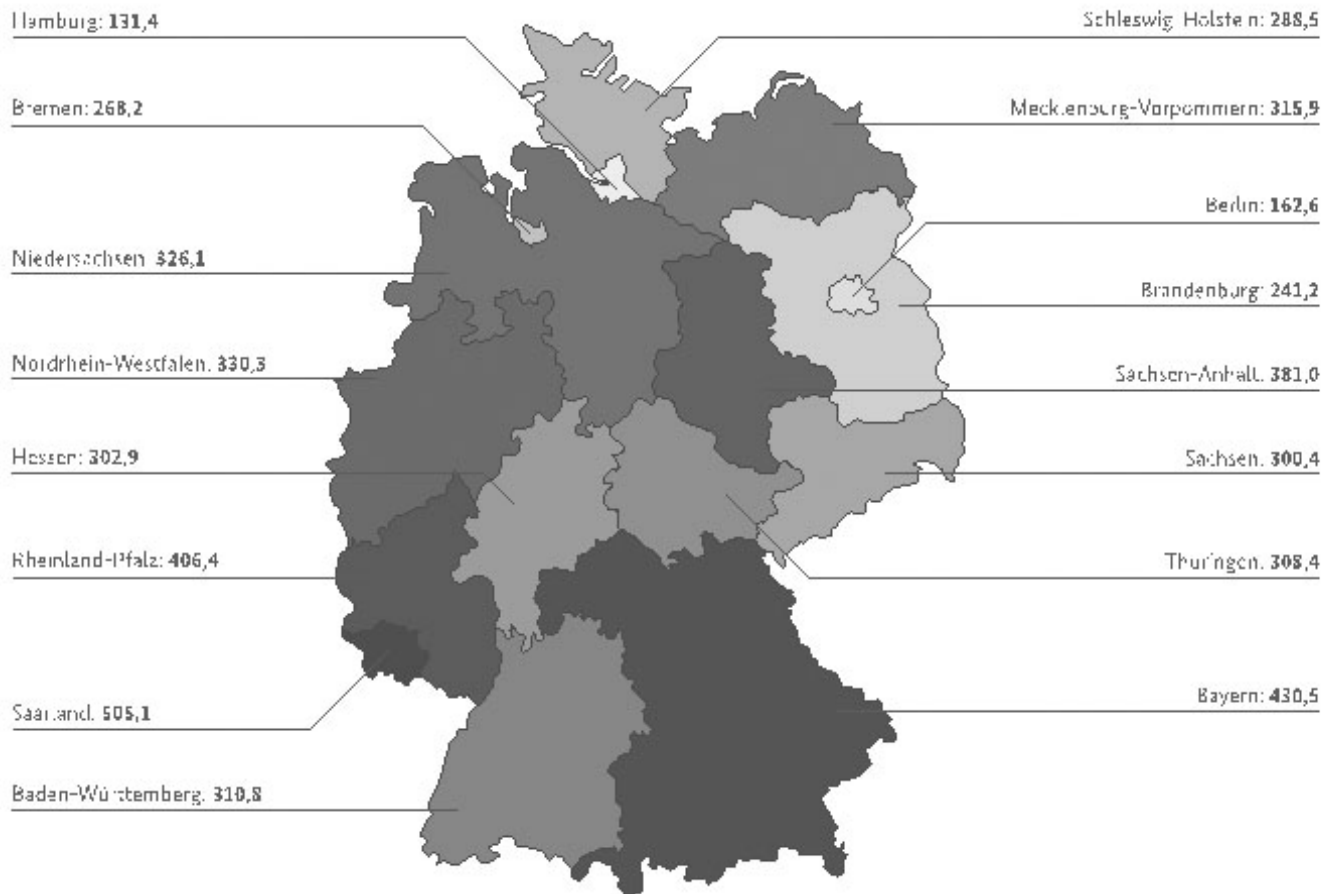 Hamburg: 131,4
Schleswig-Holstein: 288,5
Bremen: 268,2
Mecklenburg-Vorpommern: 315,9
Berlin: 162,6
Niedersachsen: 326,1
Brandenburg: 241,2
Nordrhein-Westfalen: 330,3
Sachsen-Anhalt: 381,0
Hessen: 302,9
Sachsen: 300,4
Rheinland-Pfalz: 406,4
Thüringen: 308,4
Saarland: 505,1
Bayern: 430,5
Baden-Württemberg: 310,8